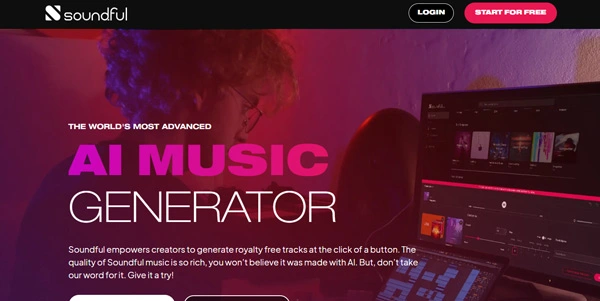 soundful
LOGIN
START FOR FREE
THE WORLD'S MOST ADVANCED
AI MUSIC
GENERATOR
Soundful empowers creators to generate royalty free tracks at the click of a button. The
quality of Soundful music is so rich, you won't believe it was made with AI. But, don't take
our word for it. Give it a try!